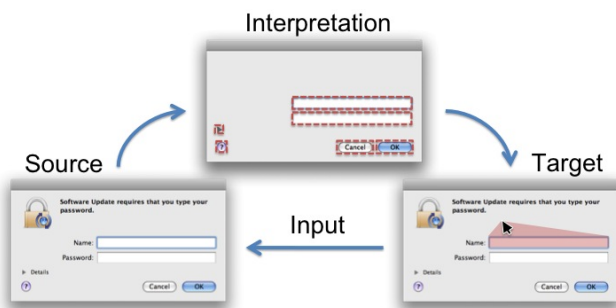 Interpretation
?
Cancel OK
Source
Software Update requires that you type your
password.
Name:
Password:
Details
?
Cancel OK
Input
Target
Software Update requires that you type your
password.
Name:
Password:
Details
?
Cancel OK